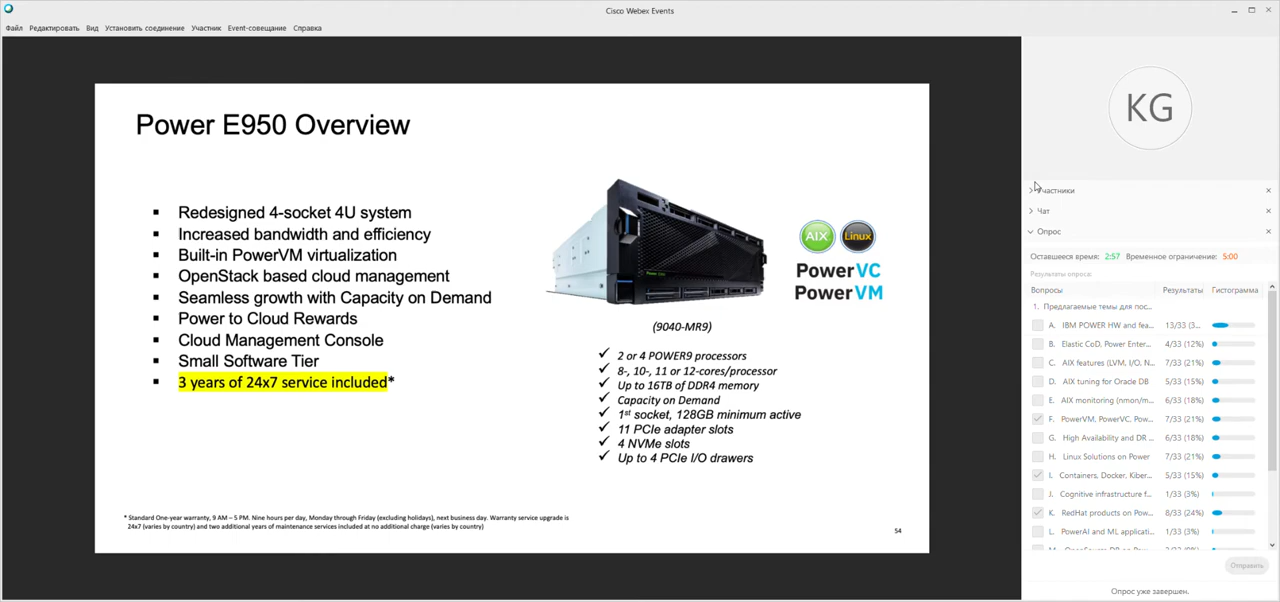 Cisco Webex Events
Файл Редактировать Вид Установить соединение Участник Event-совещание Справка
Power E950 Overview
▪ Redesigned 4-socket 4U system
▪ Increased bandwidth and efficiency
▪ Built-in PowerVM virtualization
▪ OpenStack based cloud management
▪ Seamless growth with Capacity on Demand
▪ Power to Cloud Rewards
▪ Cloud Management Console
▪ Small Software Tier
▪ 3 years of 24x7 service included*
Power E950
AIX Linux
PowerVC
PowerVM
(9040-MR9)
✓ 2 or 4 POWER9 processors
✓ 8-, 10-, 11 or 12-cores/processor
✓ Up to 16TB of DDR4 memory
✓ Capacity on Demand
✓ 1st socket, 128GB minimum active
✓ 11 PCIe adapter slots
✓ 4 NVMe slots
✓ Up to 4 PCIe I/O drawers
* Standard One-year warranty, 9 AM – 5 PM. Nine hours per day, Monday through Friday (excluding holidays), next business day. Warranty service upgrade is
24x7 (varies by country) and two additional years of maintenance services included at no additional charge (varies by country)
54
KG
Участники
Чат
Опрос
Оставшееся время: 2:57 Временное ограничение: 5:00
Результаты опроса:
Вопросы Результаты Гистограмма
1. Предлагаемые темы для пос...
A. IBM POWER HW and fea... 13/33 (3...
B. Elastic CoD, Power Enter... 4/33 (12%)
C. AIX features (LVM, I/O, N... 7/33 (21%)
D. AIX tuning for Oracle DB 5/33 (15%)
E. AIX monitoring (nmon/m... 6/33 (18%)
F. PowerVM, PowerVC, Pow... 7/33 (21%)
G. High Availability and DR ... 6/33 (18%)
H. Linux Solutions on Power 7/33 (21%)
I. Containers, Docker, Kiber... 5/33 (15%)
J. Cognitive infrastructure f... 1/33 (3%)
K. RedHat products on Pow... 8/33 (24%)
L. PowerAI and ML applicati... 1/33 (3%)
Отправить
Опрос уже завершен.